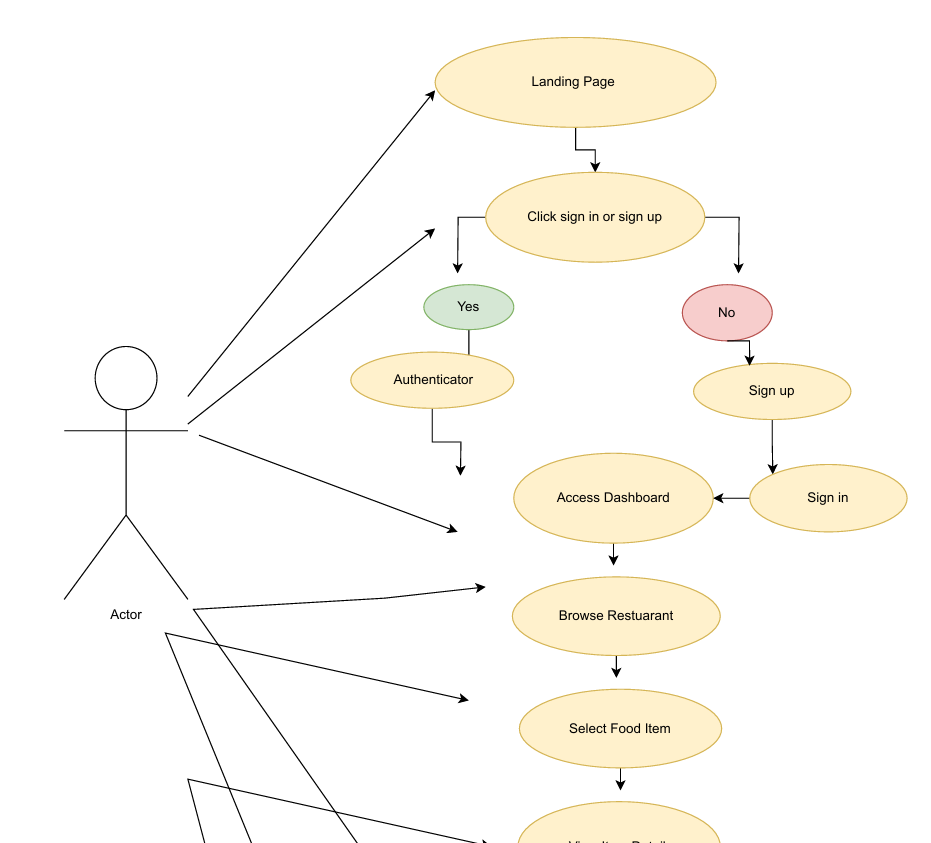 Landing Page
Click sign in or sign up
Yes
No
Authenticator
Sign up
Access Dashboard
Sign in
Actor
Browse Restuarant
Select Food Item